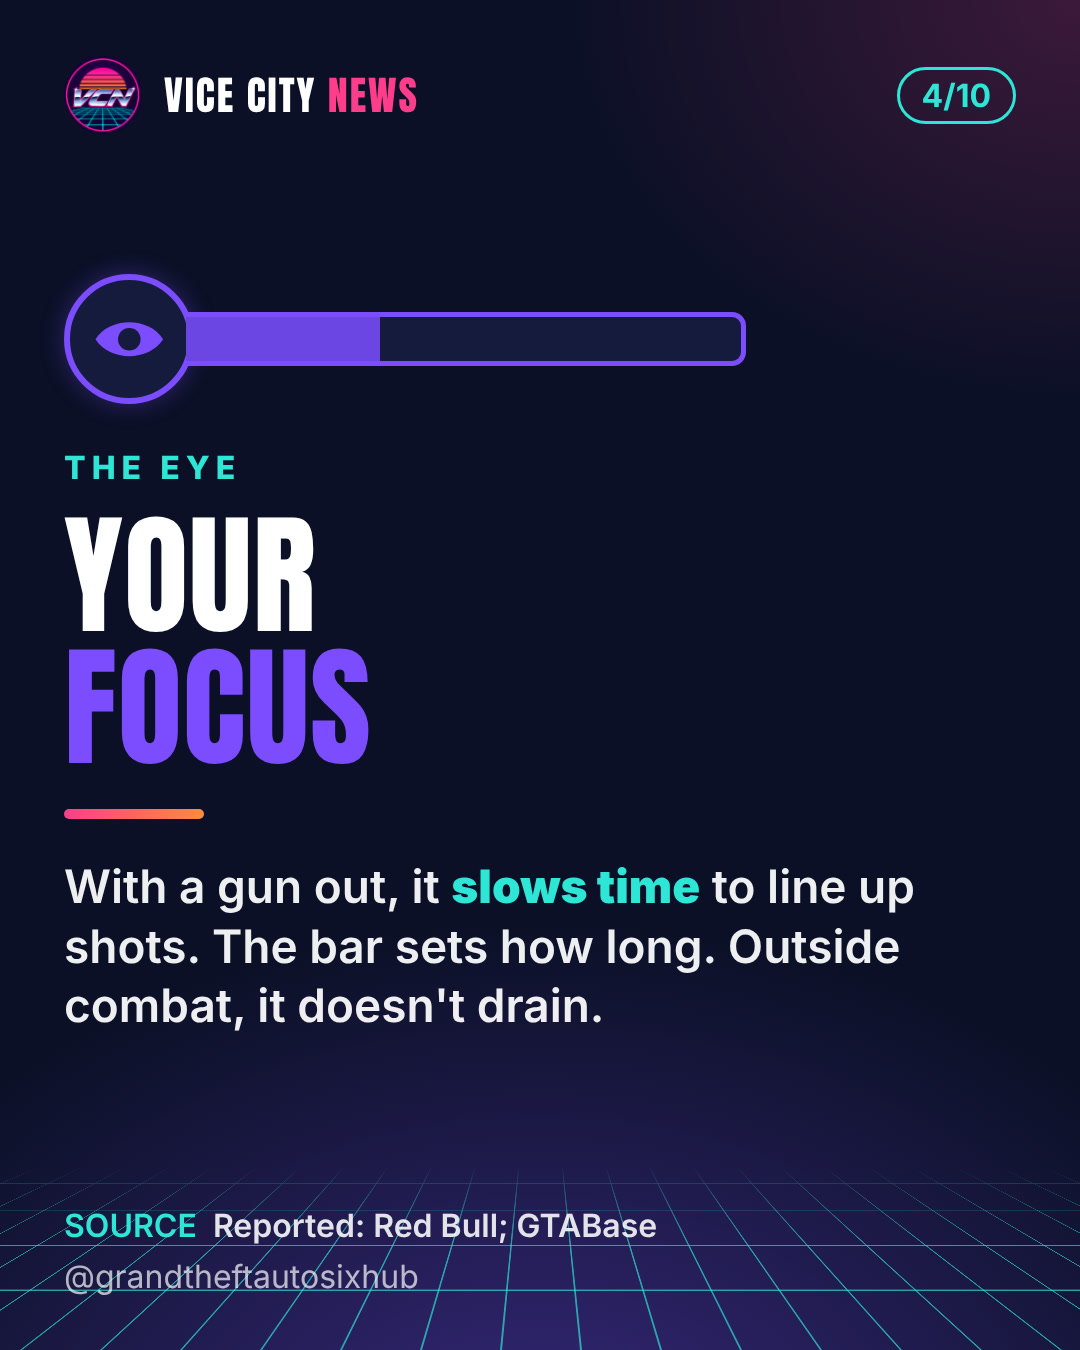 VCN
VICE CITY NEWS
4/10
THE EYE
YOUR
FOCUS
With a gun out, it slows time to line up
shots. The bar sets how long. Outside
combat, it doesn't drain.
SOURCE Reported: Red Bull; GTABase
@grandtheftautosixhub